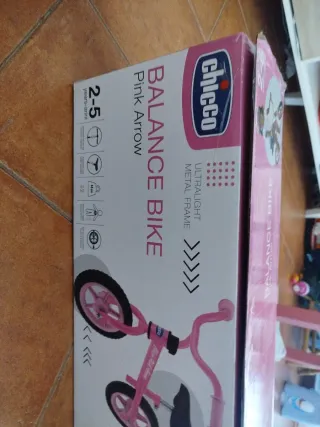 chicco
BALANCE BIKE
Pink Arrow
ULTRALIGHT
METAL FRAME
2-5